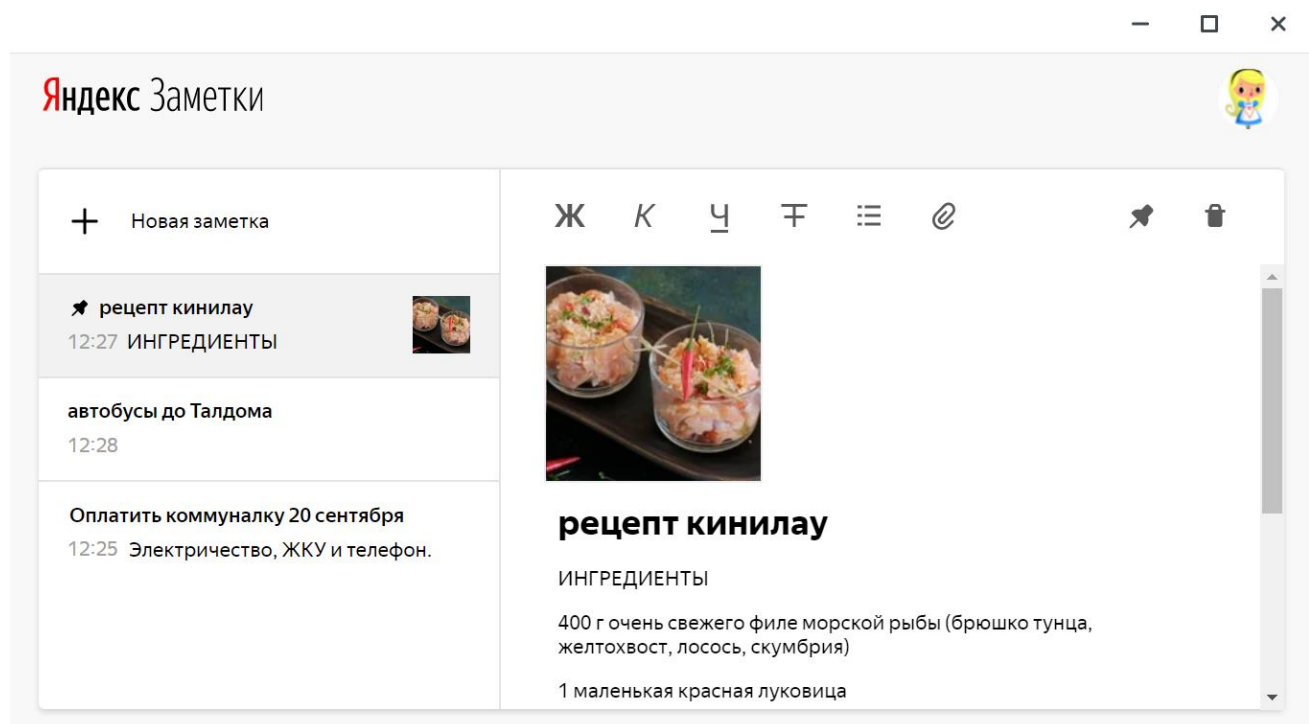 Яндекс Заметки
Новая заметка
рецепт кинилау
12:27 ИНГРЕДИЕНТЫ
автобусы до Талдома
12:28
Оплатить коммуналку 20 сентября
12:25 Электричество, ЖКУ и телефон.
Ж К Ч Т
рецепт кинилау
ИНГРЕДИЕНТЫ
400 г очень свежего филе морской рыбы (брюшко тунца,
желтохвост, лосось, скумбрия)
1 маленькая красная луковица